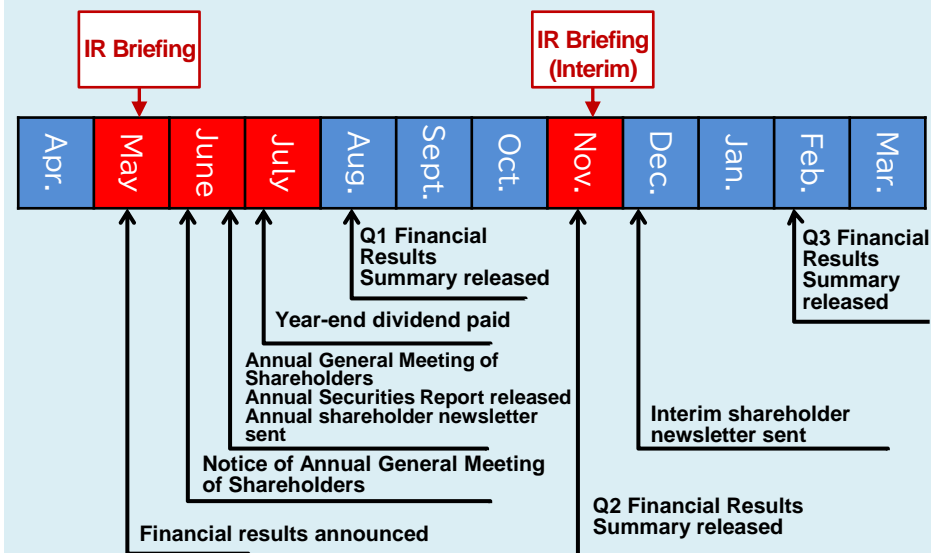 IR Briefing
IR Briefing
(Interim)
Apr.
May
June
July
Aug.
Sept.
Oct.
Nov.
Dec.
Jan.
Feb.
Mar.
Q1 Financial
Results
Summary released
Q3 Financial
Results
Summary
released
Year-end dividend paid
Annual General Meeting of
Shareholders
Annual Securities Report released
Annual shareholder newsletter
sent
Interim shareholder
newsletter sent
Notice of Annual General Meeting
of Shareholders
Q2 Financial Results
Summary released
Financial results announced